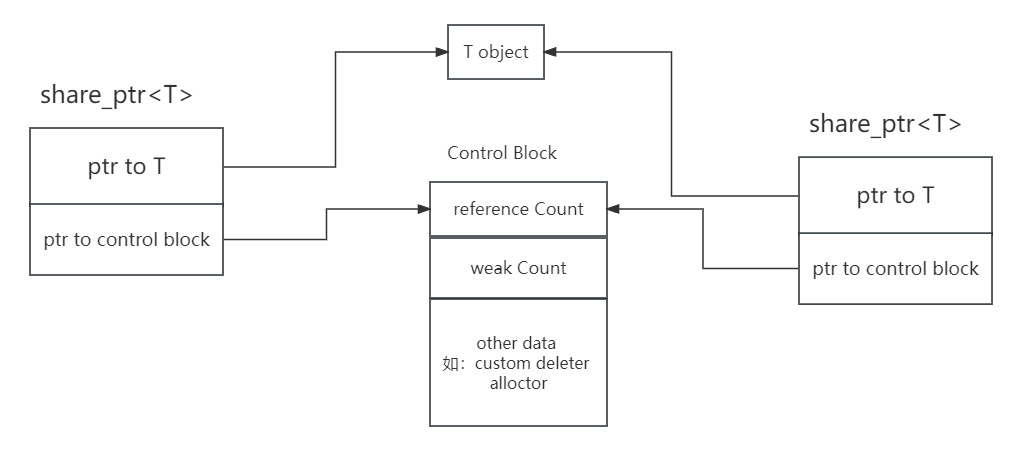 T object
share_ptr<T>
ptr to T
ptr to control block
Control Block
reference Count
weak Count
other data
如：custom deleter
alloctor
share_ptr<T>
ptr to T
ptr to control block